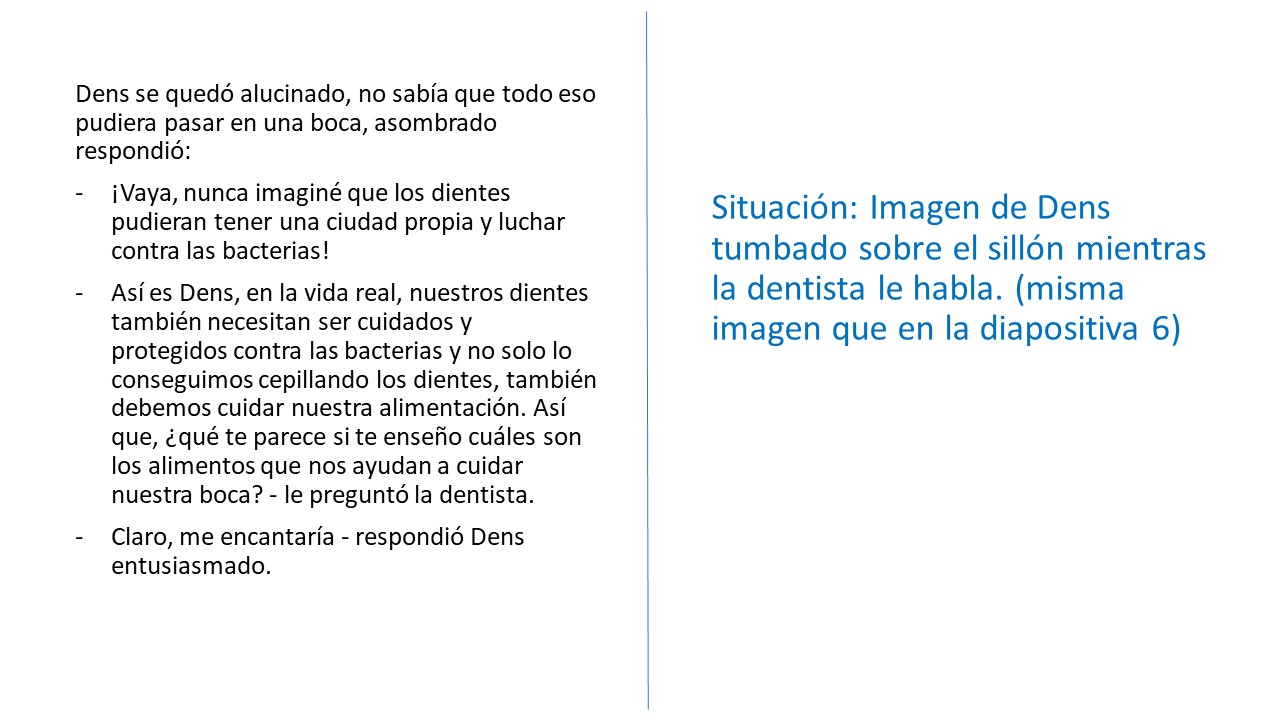 Dens se quedó alucinado, no sabía que todo eso
pudiera pasar en una boca, asombrado
respondió:
- ¡Vaya, nunca imaginé que los dientes
pudieran tener una ciudad propia y luchar
contra las bacterias!
- Así es Dens, en la vida real, nuestros dientes
también necesitan ser cuidados y
protegidos contra las bacterias y no solo lo
conseguimos cepillando los dientes, también
debemos cuidar nuestra alimentación. Así
que, ¿qué te parece si te enseño cuáles son
los alimentos que nos ayudan a cuidar
nuestra boca? - le preguntó la dentista.
- Claro, me encantaría - respondió Dens
entusiasmado.
Situación: Imagen de Dens
tumbado sobre el sillón mientras
la dentista le habla. (misma
imagen que en la diapositiva 6)